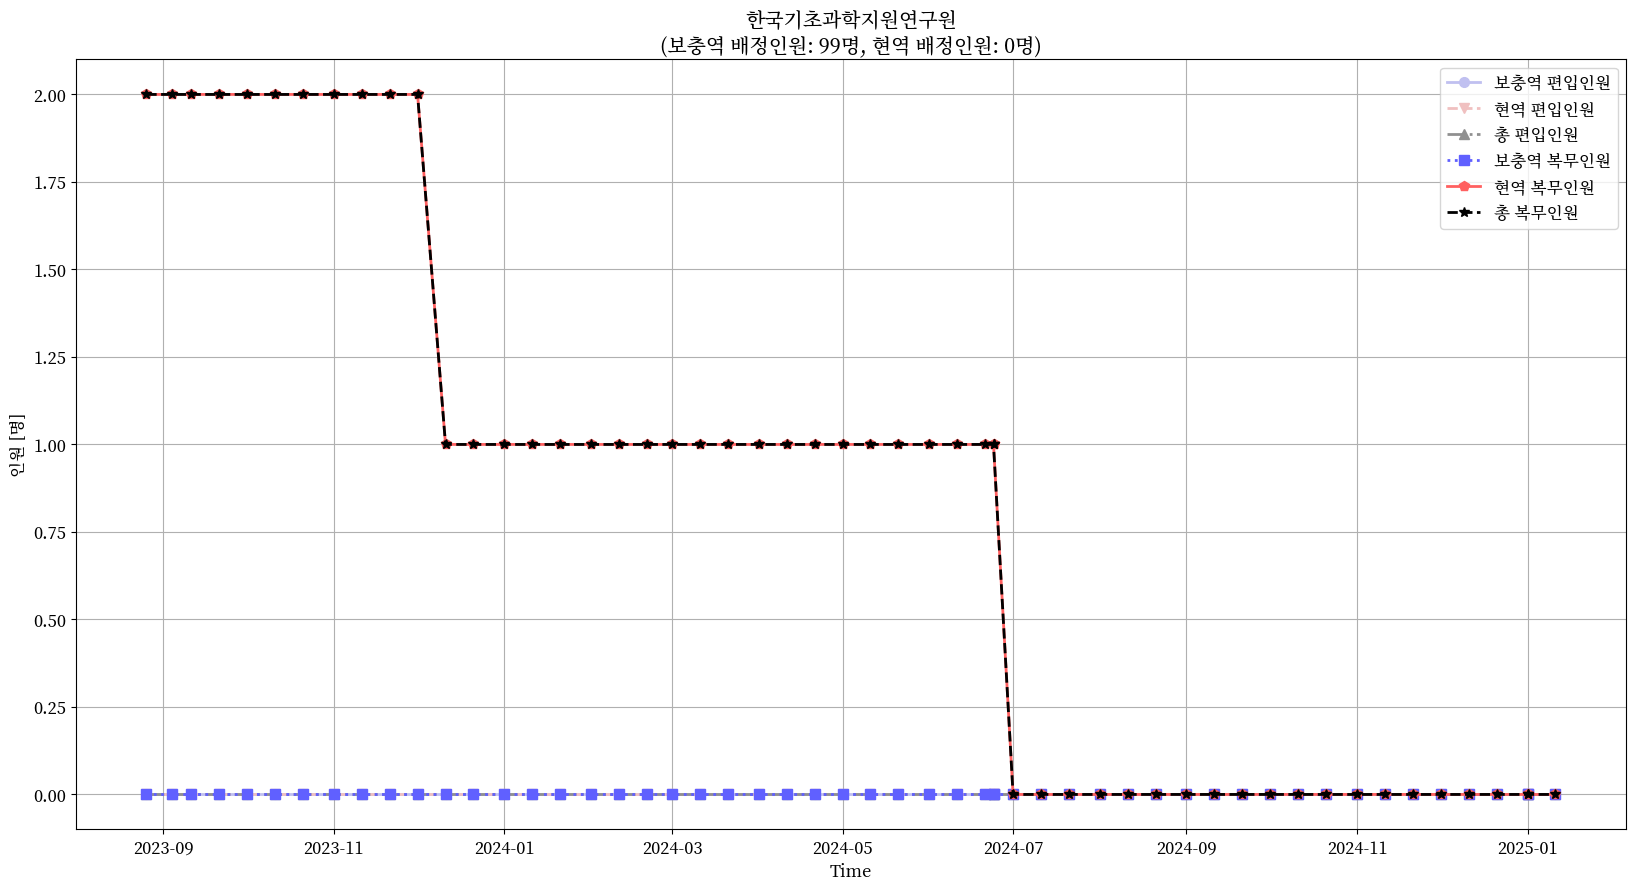 한국기초과학지원연구원
(보충역 배정인원: 99명, 현역 배정인원: 0명)
보충역 편입인원
현역 편입인원
총 편입인원
보충역 복무인원
현역 복무인원
총 복무인원
2.00
1.75
1.50
1.25
1.00
0.75
0.50
0.25
0.00
인원 [명]
2023-09
2023-11
2024-01
2024-03
2024-05
2024-07
2024-09
2024-11
2025-01
Time